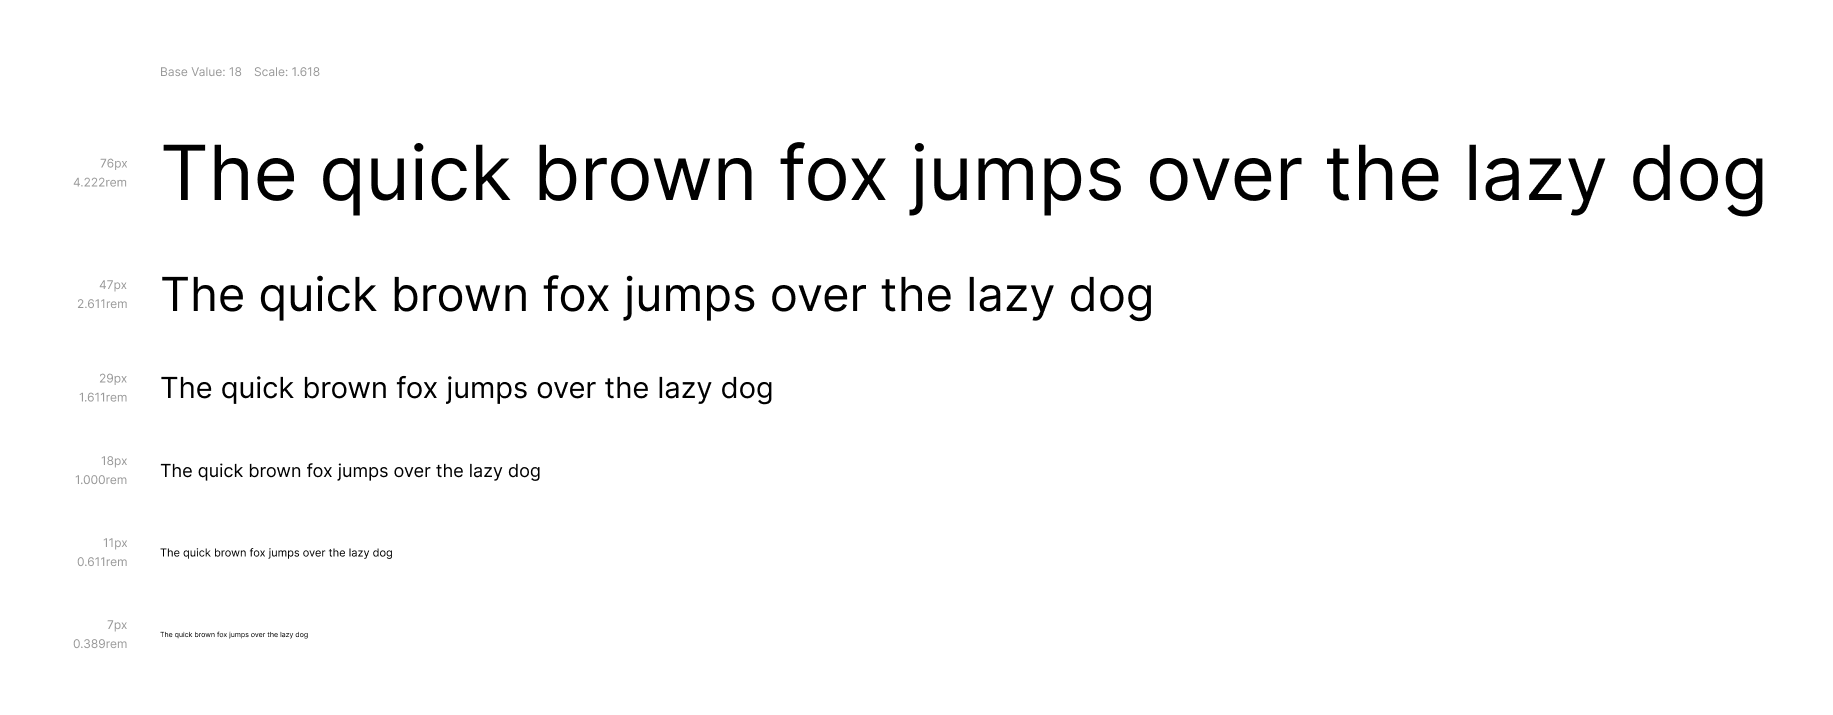 Base Value: 18 Scale: 1.618
76px
4.222rem
The quick brown fox jumps over the lazy dog
47px
2.611rem
The quick brown fox jumps over the lazy dog
29px
1.611rem
The quick brown fox jumps over the lazy dog
18px
1.000rem
The quick brown fox jumps over the lazy dog
11px
0.611rem
The quick brown fox jumps over the lazy dog
7px
0.389rem
The quick brown fox jumps over the lazy dog